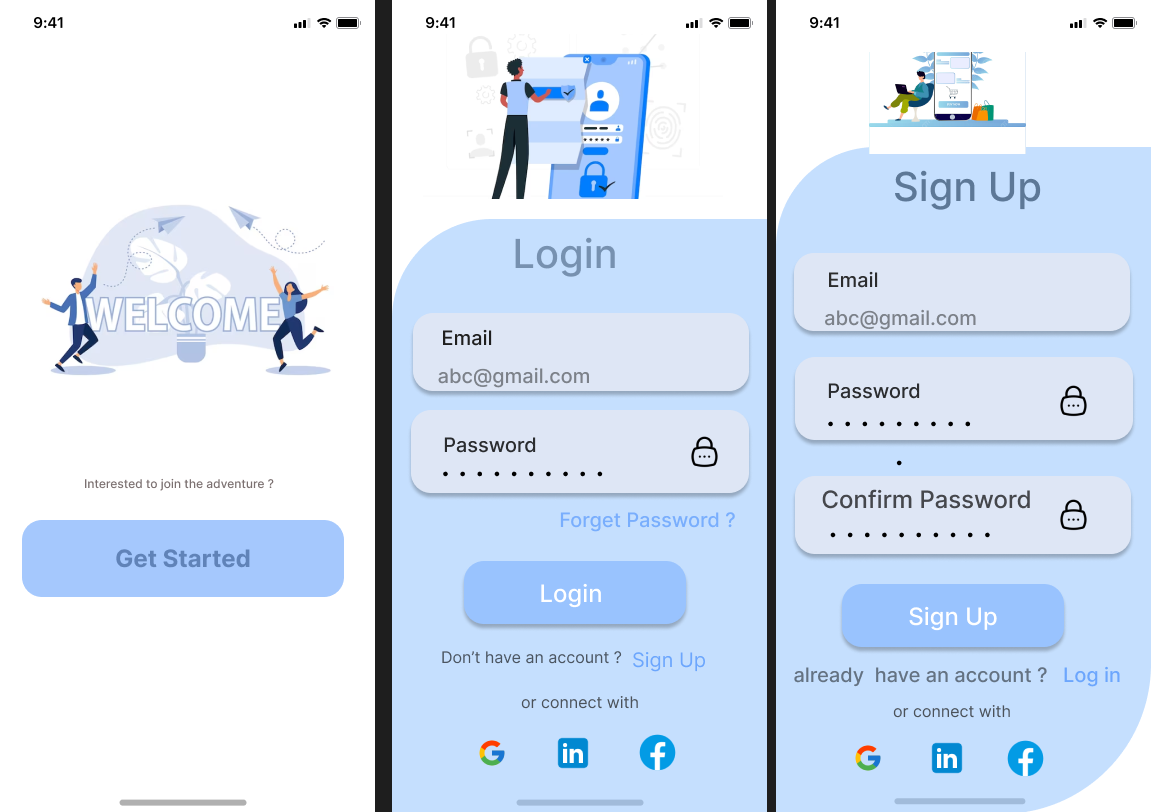 9:41
WELCOME
Interested to join the adventure ?
Get Started
9:41
Login
Email
abc@gmail.com
Password
Forget Password ?
Login
Don't have an account ? Sign Up
or connect with
in
9:41
Sign Up
Email
abc@gmail.com
Password
Confirm Password
Sign Up
already have an account ? Log in
or connect with
in